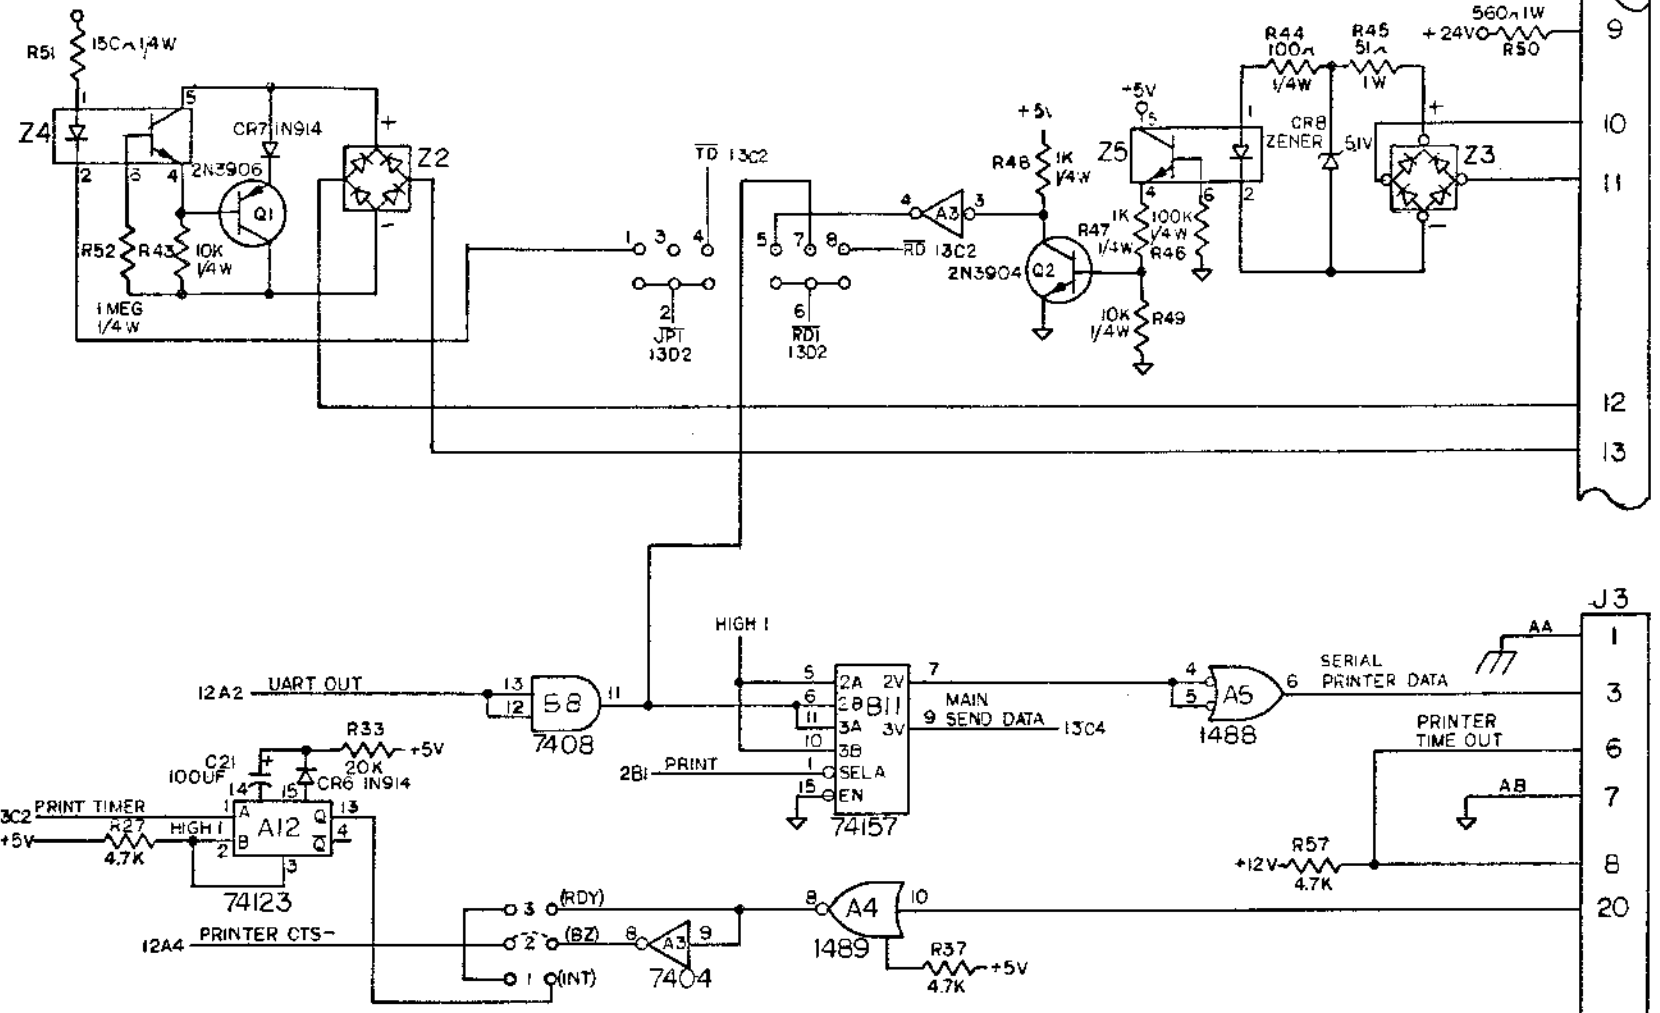 560Ω1W
9
+24V
R50
R51
15CΩ1/4W
R44
100Ω
1/4W
R45
51Ω
1W
+
1
5
Z4
CR7 1N914
+
Z2
2
6
4
2N3906
Q1
-
R52
R43
10K
1/4W
1 MEG
1/4W
TD 13C2
+5V
R48
1K
1/4W
4
A3
3
+5V
5
1
Z5
4
6
2
CR8
ZENER
5.1V
Z3
-
10
11
1 3 4
5 7 8
RD 13C2
2N3904
Q2
R47
1K
1/4W
100K
1/4W
R46
2
JPI
13D2
6
RDI
13D2
10K
1/4W
R49
12
13
J3
HIGH 1
AA
1
12A2
UART OUT
13
12
B8
11
7408
5
6
11
10
1
15
2A
2B
3A
3B
SELA
EN
B11
2V
3V
7
9
MAIN
SEND DATA
13C4
74157
4
5
A5
6
1488
SERIAL
PRINTER DATA
3
PRINTER
TIME OUT
6
2B1
PRINT
R33
20K
+5V
C21
100UF
+
CR6 1N914
14
15
3C2
PRINT TIMER
1
A
A12
Q
13
+5V
R27
4.7K
HIGH 1
2
B
Q
4
3
74123
AB
7
+12V
R57
4.7K
8
3
(RDY)
8
A4
10
1489
20
12A4
PRINTER CTS-
2
(BZ)
8
A3
9
7404
R37
4.7K
+5V
1
(INT)